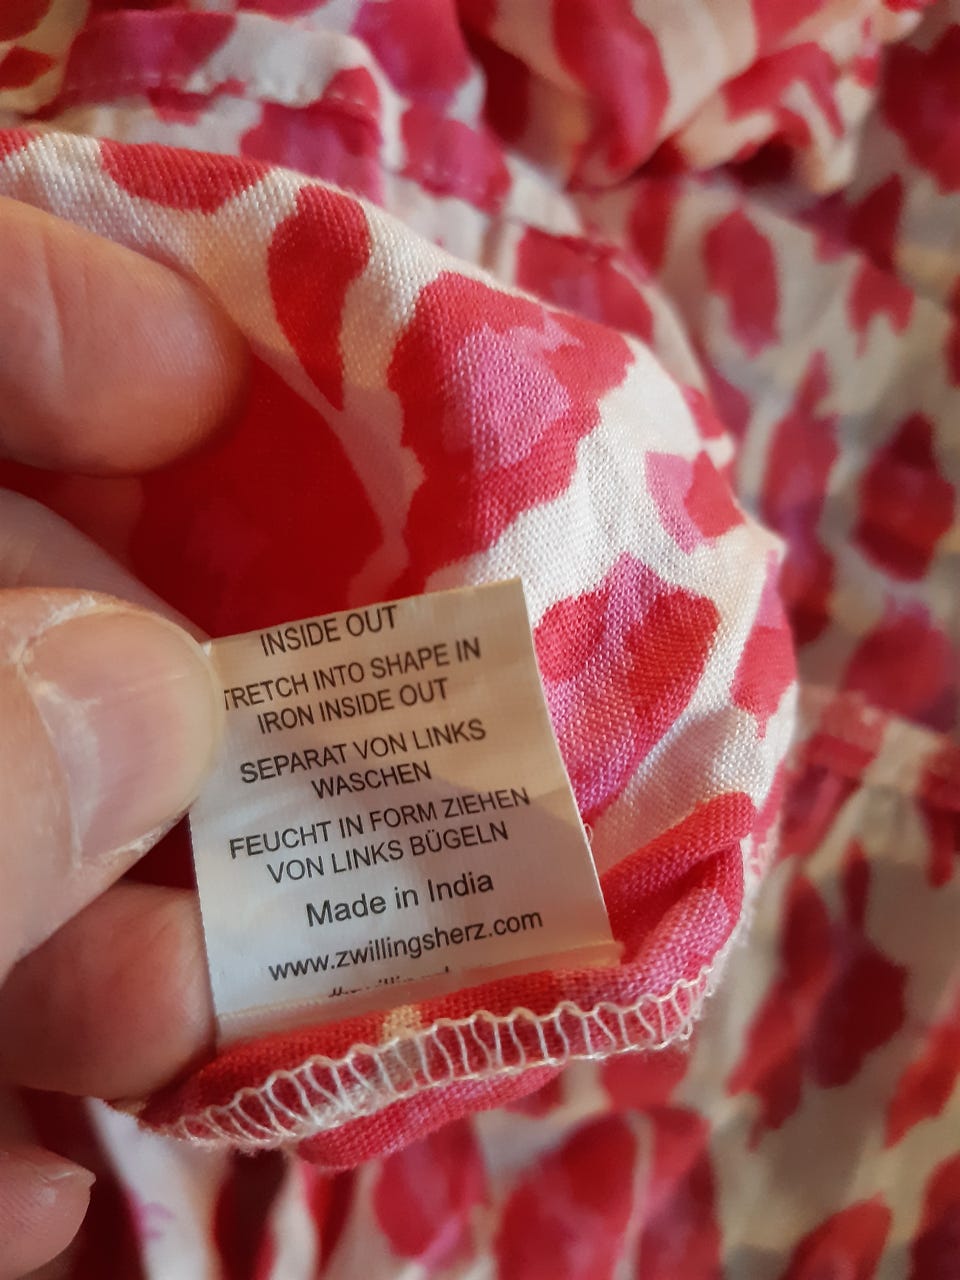 INSIDE OUT
TRETCH INTO SHAPE IN
IRON INSIDE OUT
SEPARAT VON LINKS
WASCHEN
FEUCHT IN FORM ZIEHEN
VON LINKS BÜGELN
Made in India
www.zwillingsherz.com